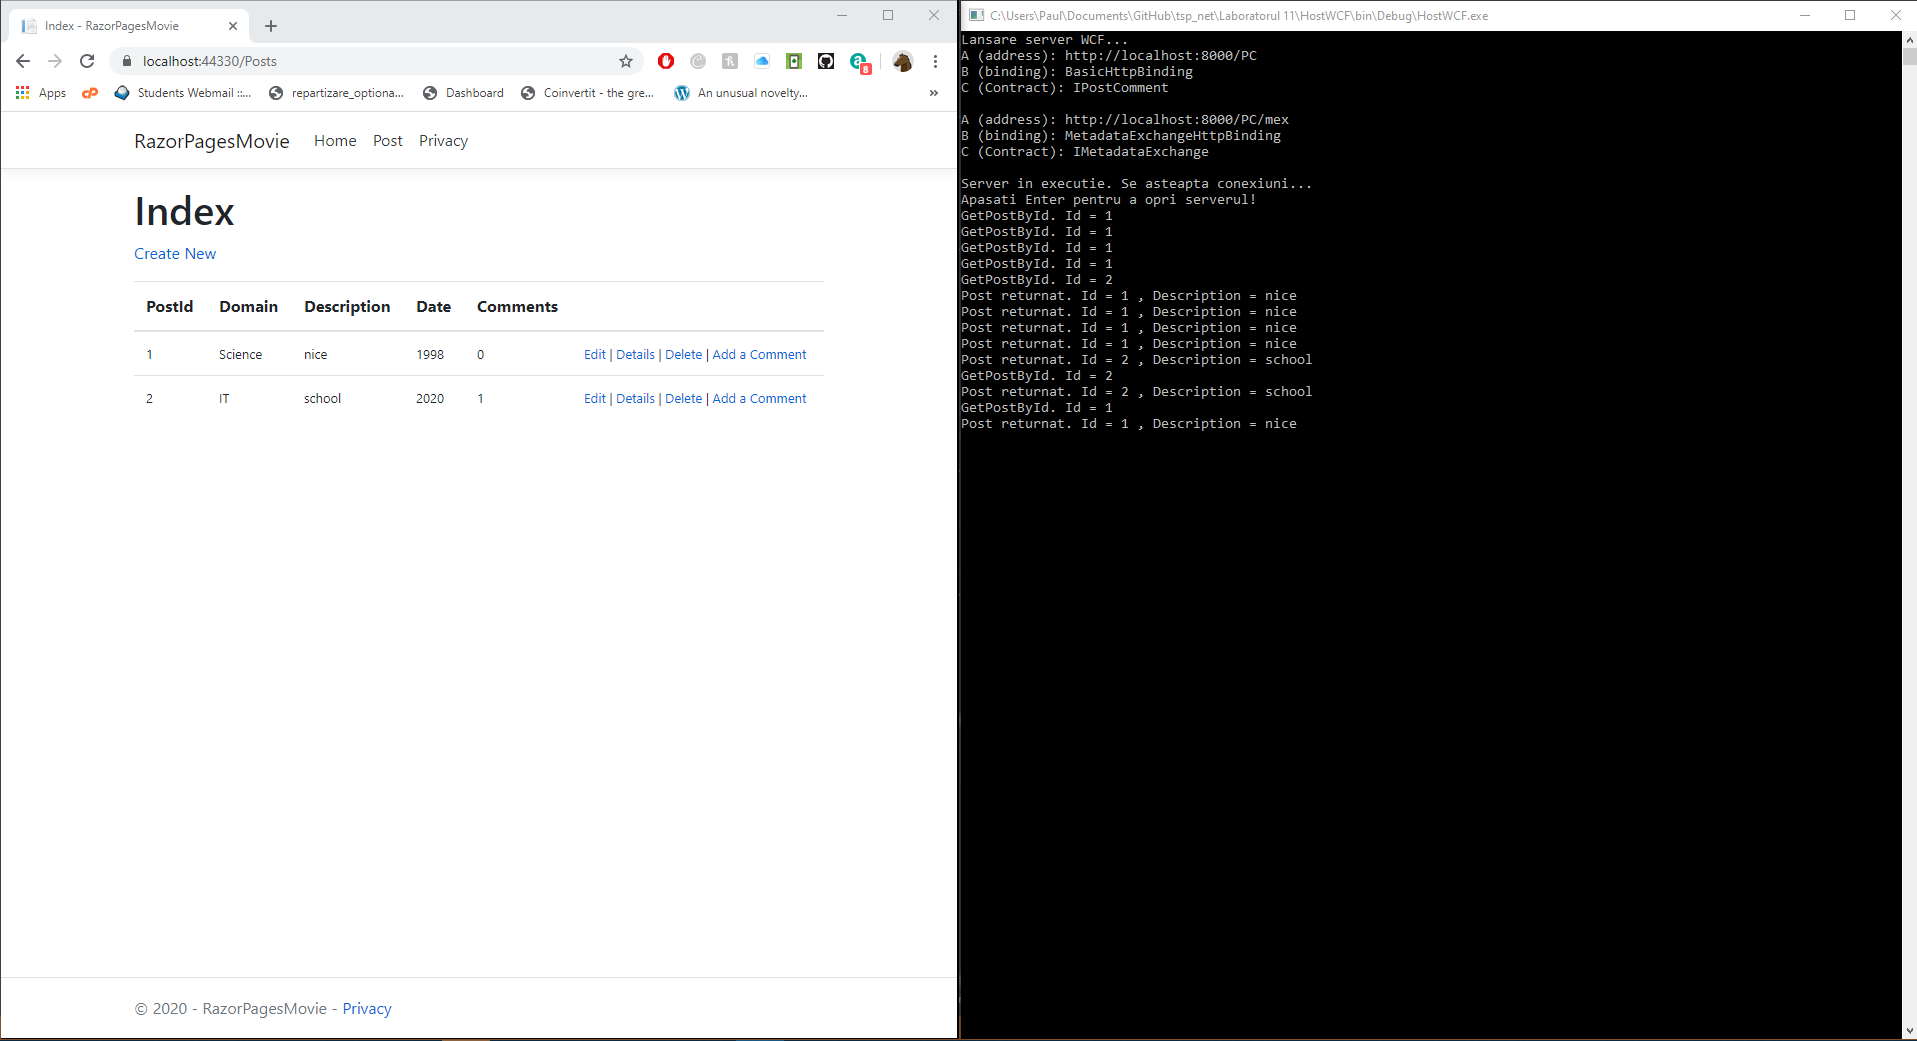 Index - RazorPagesMovie
localhost:44330/Posts
8
Apps
cP
Students Webmail ::...
repartizare_optiona...
Dashboard
Coinvertit - the gre...
An unusual novelty...
»
RazorPagesMovie Home Post Privacy
Index
Create New
PostId Domain Description Date Comments
1 Science nice 1998 0 Edit | Details | Delete | Add a Comment
2 IT school 2020 1 Edit | Details | Delete | Add a Comment
© 2020 - RazorPagesMovie - Privacy
C:\Users\Paul\Documents\GitHub\tsp_net\Laboratorul 11\HostWCF\bin\Debug\HostWCF.exe
Lansare server WCF...
A (address): http://localhost:8000/PC
B (binding): BasicHttpBinding
C (Contract): IPostComment
A (address): http://localhost:8000/PC/mex
B (binding): MetadataExchangeHttpBinding
C (Contract): IMetadataExchange
Server in executie. Se asteapta conexiuni...
Apasati Enter pentru a opri serverul!
GetPostById. Id = 1
GetPostById. Id = 1
GetPostById. Id = 1
GetPostById. Id = 1
GetPostById. Id = 2
Post returnat. Id = 1 , Description = nice
Post returnat. Id = 1 , Description = nice
Post returnat. Id = 1 , Description = nice
Post returnat. Id = 1 , Description = nice
Post returnat. Id = 2 , Description = school
GetPostById. Id = 2
Post returnat. Id = 2 , Description = school
GetPostById. Id = 1
Post returnat. Id = 1 , Description = nice